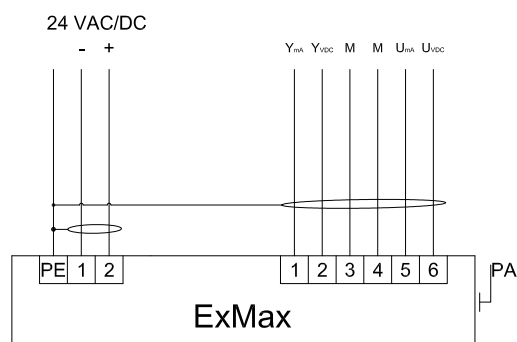 24 VAC/DC
- +
YmA YVDC M M UmA UVDC
PE 1 2 1 2 3 4 5 6 PA
ExMax